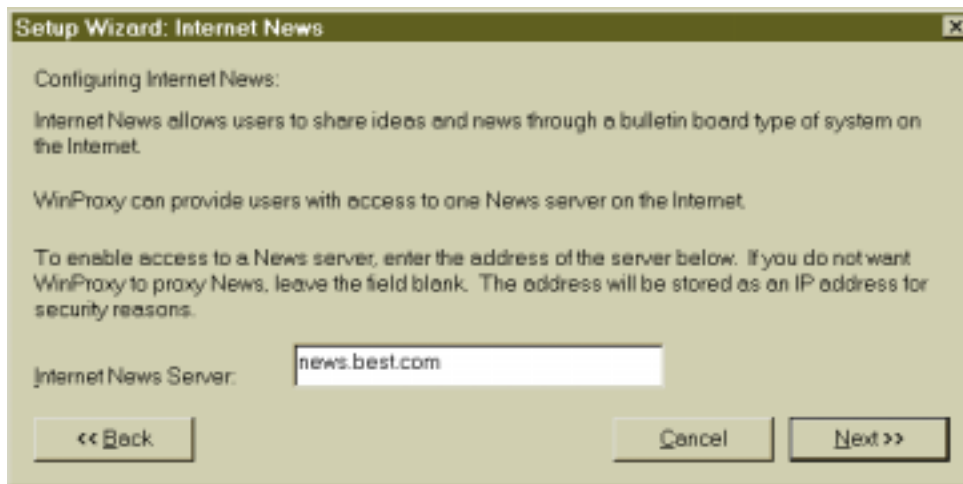 Setup Wizard: Internet News
Configuring Internet News:
Internet News allows users to share ideas and news through a bulletin board type of system on
the Internet.
WinProxy can provide users with access to one News server on the Internet.
To enable access to a News server, enter the address of the server below. If you do not want
WinProxy to proxy News, leave the field blank. The address will be stored as an IP address for
security reasons.
Internet News Server: news.best.com
<< Back Cancel Next >>